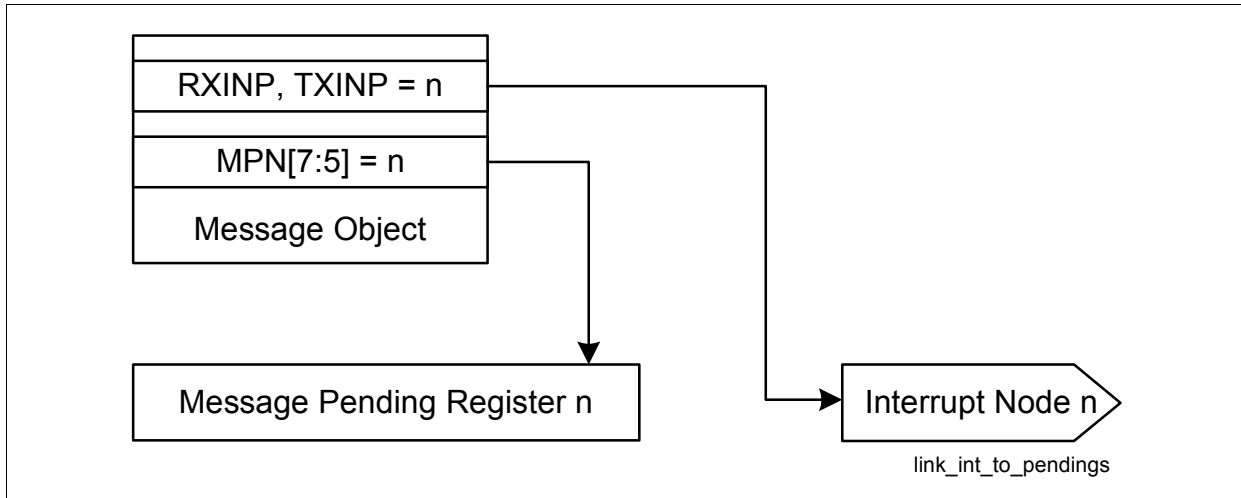 RXINP, TXINP = n
MPN[7:5] = n
Message Object
Message Pending Register n
Interrupt Node n
link_int_to_pendings